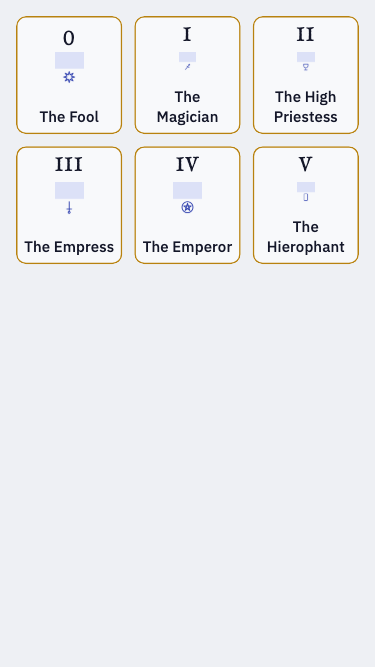 0
The Fool
I
The
Magician
II
The High
Priestess
III
The Empress
IV
The Emperor
V
The
Hierophant